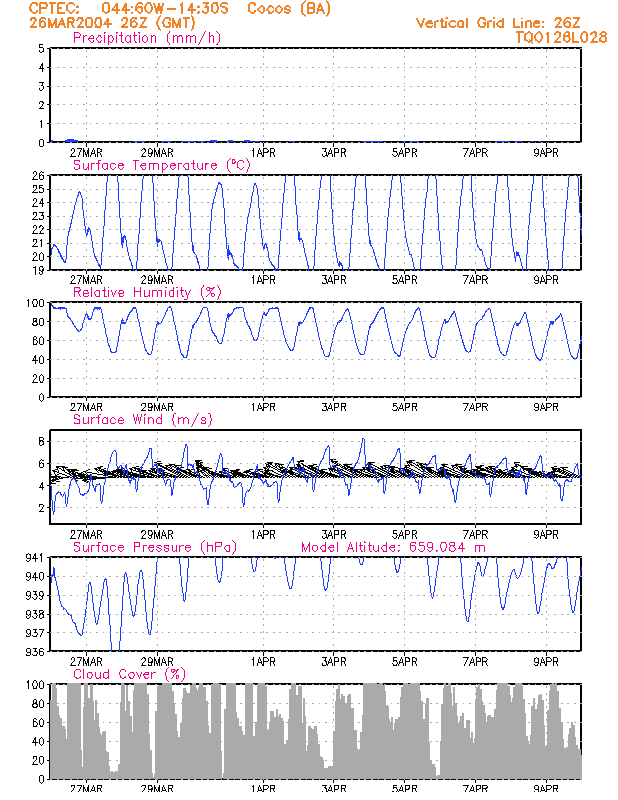 CPTEC: 044:60W-14:30S Cocos (BA)
26MAR2004 26Z (GMT) Vertical Grid Line: 26Z
Precipitation (mm/h) TQ0126L028
5
4
3
2
1
0
27MAR 29MAR 1APR 3APR 5APR 7APR 9APR
Surface Temperature (°C)
26
25
24
23
22
21
20
19
27MAR 29MAR 1APR 3APR 5APR 7APR 9APR
Relative Humidity (%)
100
80
60
40
20
0
27MAR 29MAR 1APR 3APR 5APR 7APR 9APR
Surface Wind (m/s)
8
6
4
2
27MAR 29MAR 1APR 3APR 5APR 7APR 9APR
Surface Pressure (hPa) Model Altitude: 659.084 m
941
940
939
938
937
936
27MAR 29MAR 1APR 3APR 5APR 7APR 9APR
Cloud Cover (%)
100
80
60
40
20
0
27MAR 29MAR 1APR 3APR 5APR 7APR 9APR